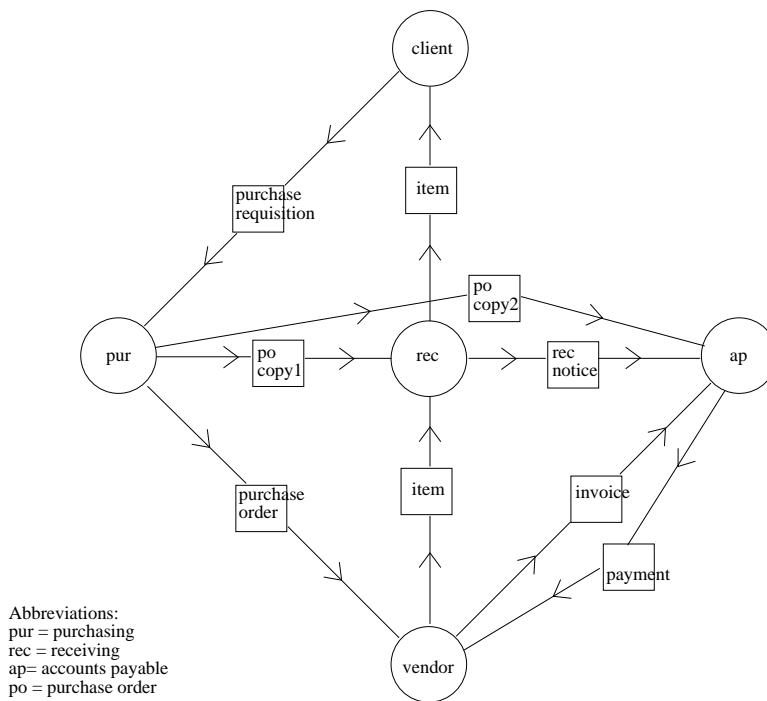 client
purchase
requisition
item
po
copy2
pur
po
copy1
rec
rec
notice
ap
purchase
order
item
invoice
payment
vendor
Abbreviations:
pur = purchasing
rec = receiving
ap= accounts payable
po = purchase order